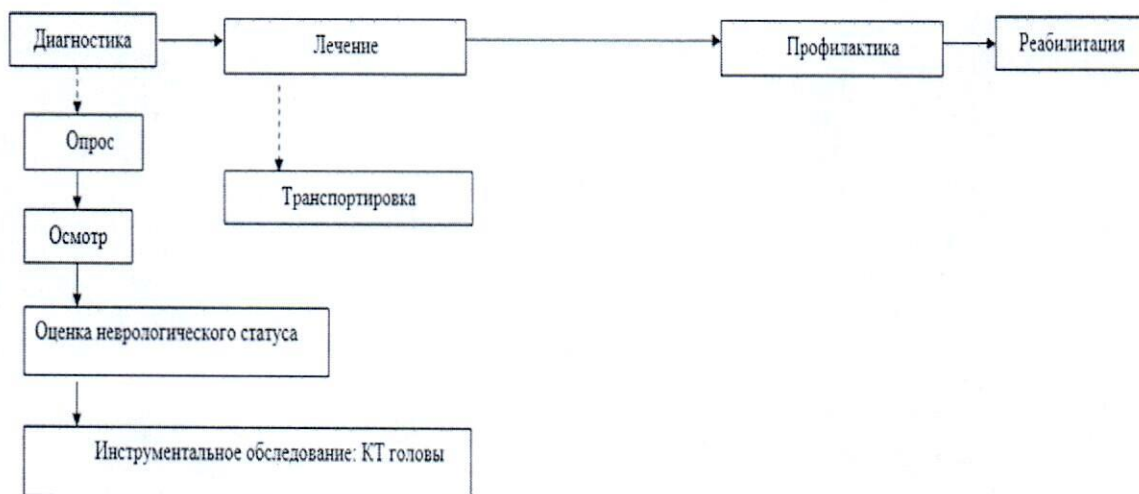 Диагностика
Лечение
Профилактика
Реабилитация
Опрос
Транспортировка
Осмотр
Оценка неврологического статуса
Инструментальное обследование: КТ головы